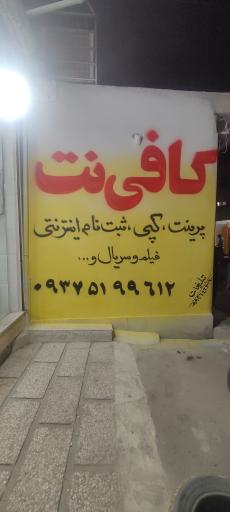 کافی نت
پرینت، کپی، ثبت نام اینترنتی
فیلم و سریال و...
۰۹۳۷۵۱۹۹۶۱۲